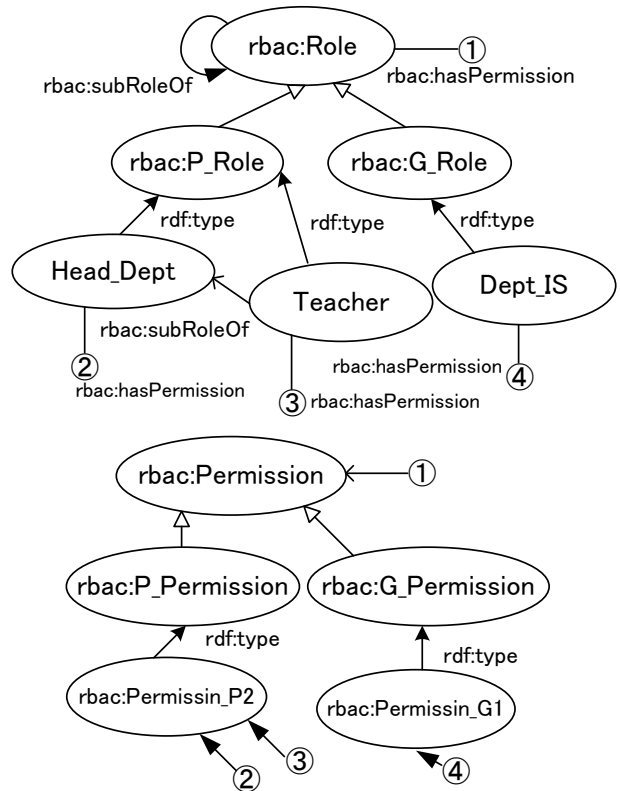 rbac:Role
①
rbac:subRoleOf
rbac:hasPermission
rbac:P_Role
rbac:G_Role
rdf:type
rdf:type
rdf:type
Head_Dept
Teacher
Dept_IS
rbac:subRoleOf
②
rbac:hasPermission
rbac:hasPermission
④
③
rbac:hasPermission
rbac:Permission
①
rbac:P_Permission
rbac:G_Permission
rdf:type
rdf:type
rbac:Permissin_P2
rbac:Permissin_G1
③
②
④